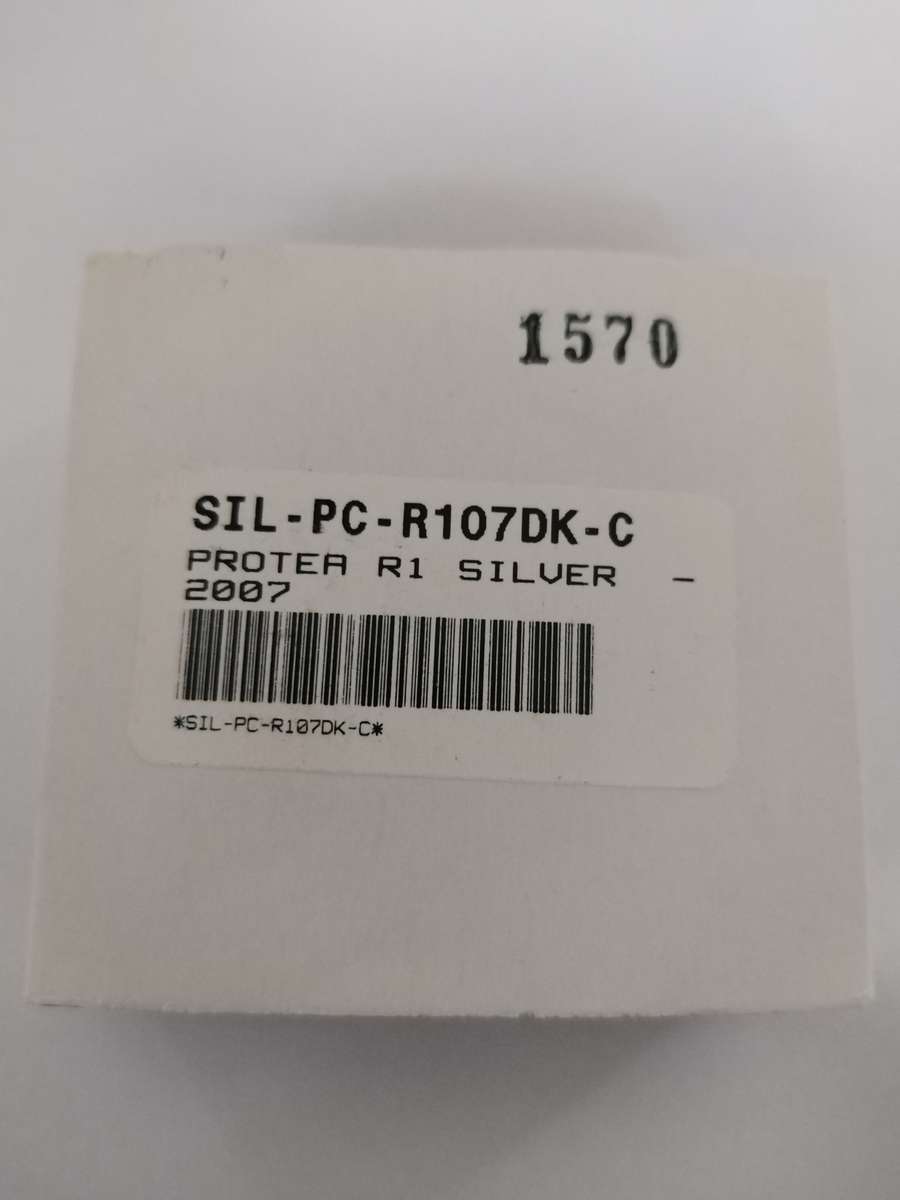 1570
SIL-PC-R107DK-C
PROTEA R1 SILVER -
2007
*SIL-PC-R107DK-C*